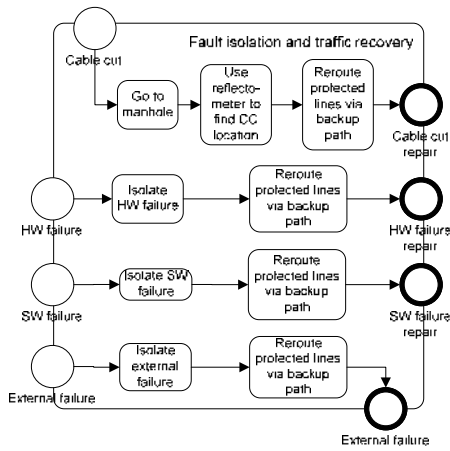 Fault isolation and traffic recovery
Cable cut
Go to
manhole
Use
reflecto-
meter to
find CC
location
Reroute
protected
lines via
backup
path
Cable cut
repair
HW failure
Isolate
HW failure
Reroute
protected lines
via backup
path
HW failure
repair
SW failure
Isolate SW
failure
Reroute
protected lines
via backup
path
SW failure
repair
External failure
Isolate
external
failure
Reroute
protected lines
via backup
path
External failure